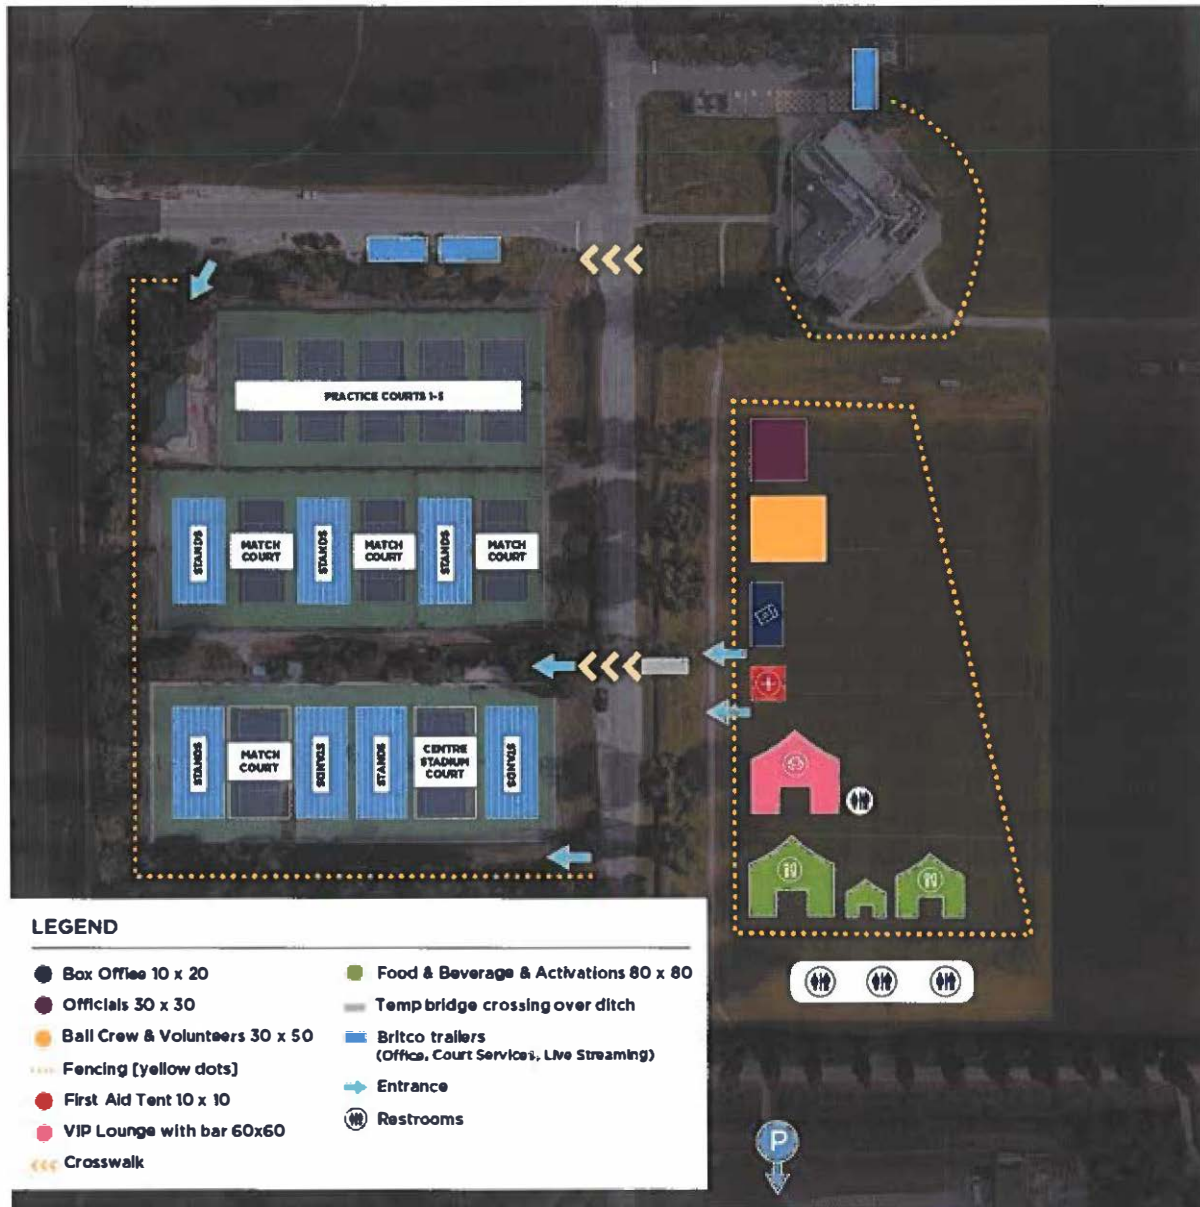 PRACTICE COURTS 1-5
STANDS
MATCH
COURT
STANDS
MATCH
COURT
STANDS
MATCH
COURT
STANDS
MATCH
COURT
STANDS
STANDS
CENTRE
STADIUM
COURT
STANDS
LEGEND
Box Office 10 x 20
Officials 30 x 30
Ball Crew & Volunteers 30 x 50
Fencing [yellow dots]
First Aid Tent 10 x 10
VIP Lounge with bar 60x60
Crosswalk
Food & Beverage & Activations 80 x 80
Temp bridge crossing over ditch
Britco trailers
(Office, Court Services, Live Streaming)
Entrance
Restrooms
P